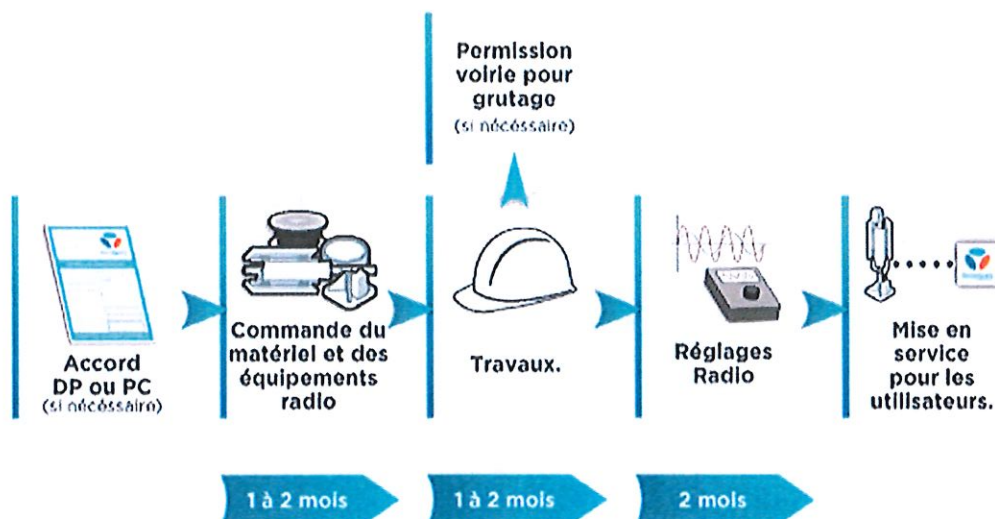 Permission
voirie pour
grutage
(si nécessaire)
Accord
DP ou PC
(si nécessaire)
Commande du
matériel et des
équipements
radio
Travaux.
Réglages
Radio
Mise en
service
pour les
utilisateurs.
1 à 2 mois
1 à 2 mois
2 mois